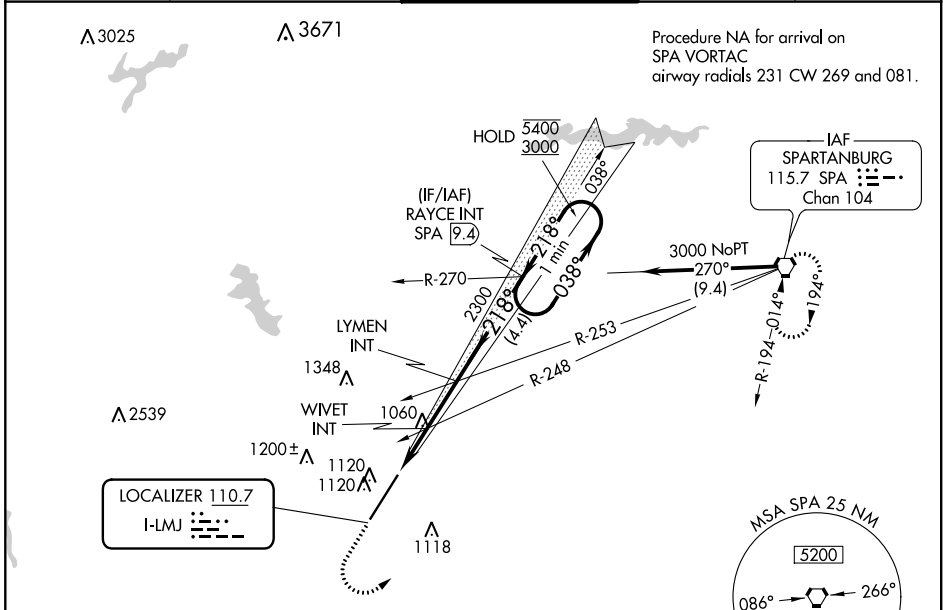 3025
3671
Procedure NA for arrival on
SPA VORTAC
airway radials 231 CW 269 and 081.
HOLD 5400
3000
038°
IAF
SPARTANBURG
115.7 SPA
Chan 104
(IF/IAF)
RAYCE INT
SPA 9.4
218°
1 min
038°
3000 NoPT
270°
(9.4)
R-270
2300
218°
(4.4)
194°
R-194
014°
R-253
R-248
LYMEN
INT
1348
2539
WIVET
INT
1060
1200±
1120
1120
LOCALIZER 110.7
I-LMJ
1118
MSA SPA 25 NM
5200
086°
266°